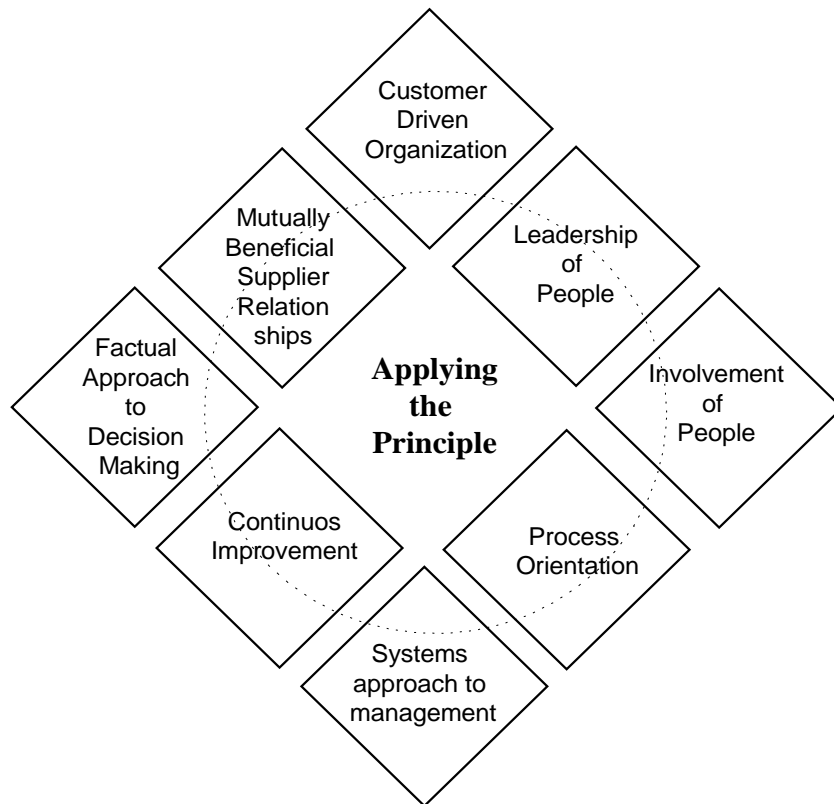 Customer
Driven
Organization
Mutually
Beneficial
Supplier
Relation
ships
Leadership
of
People
Factual
Approach
to
Decision
Making
Applying
the
Principle
Involvement
of
People
Continuos
Improvement
Process
Orientation
Systems
approach to
management